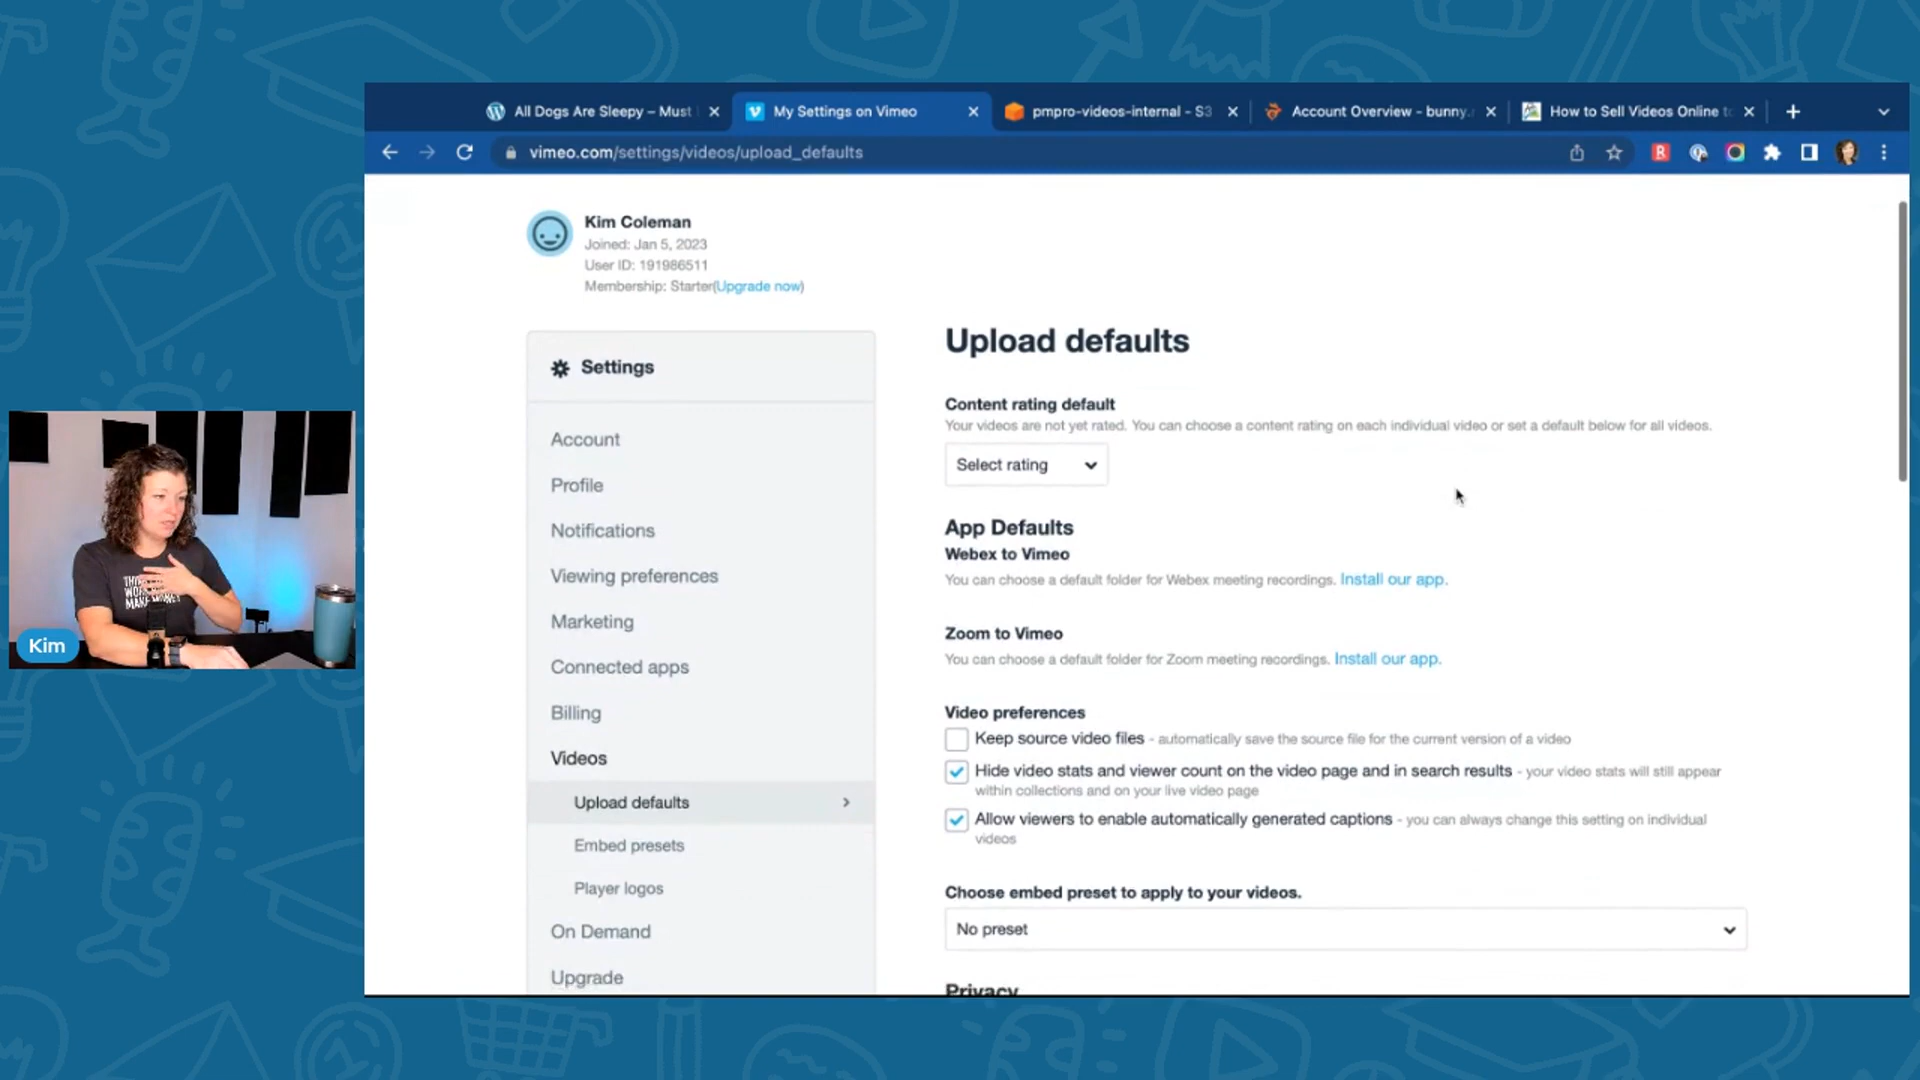 All Dogs Are Sleepy – Must
My Settings on Vimeo
pmpro-videos-internal - S3
Account Overview - bunny.
How to Sell Videos Online to
vimeo.com/settings/videos/upload_defaults
Kim Coleman
Joined: Jan 5, 2023
User ID: 191986511
Membership: Starter(Upgrade now)
Settings
Account
Profile
Notifications
Viewing preferences
Marketing
Connected apps
Billing
Videos
Upload defaults
Embed presets
Player logos
On Demand
Upgrade
Upload defaults
Content rating default
Your videos are not yet rated. You can choose a content rating on each individual video or set a default below for all videos.
Select rating
App Defaults
Webex to Vimeo
You can choose a default folder for Webex meeting recordings. Install our app.
Zoom to Vimeo
You can choose a default folder for Zoom meeting recordings. Install our app.
Video preferences
Keep source video files - automatically save the source file for the current version of a video
Hide video stats and viewer count on the video page and in search results - your video stats will still appear
within collections and on your live video page
Allow viewers to enable automatically generated captions - you can always change this setting on individual
videos
Choose embed preset to apply to your videos.
No preset
Privacy
Kim